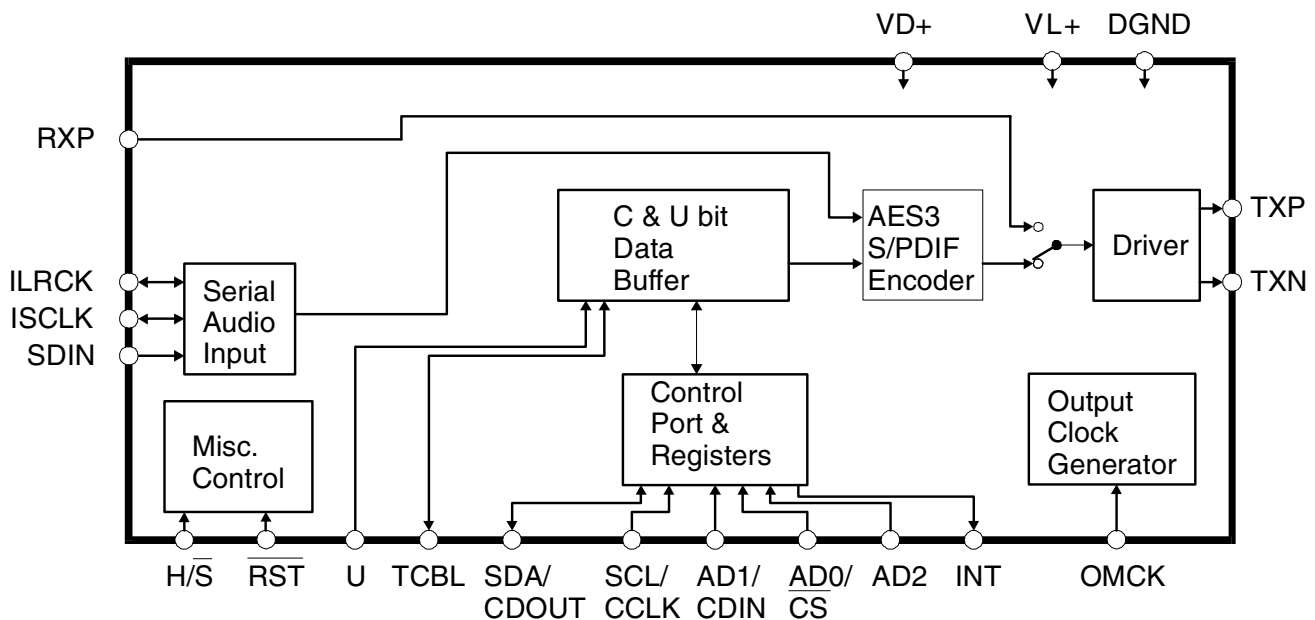 VD+ VL+ DGND
RXP
C & U bit
Data
Buffer
AES3
S/PDIF
Encoder
Driver
TXP
TXN
ILRCK
ISCLK
SDIN
Serial
Audio
Input
Misc.
Control
Control
Port &
Registers
Output
Clock
Generator
H/S̅ R̅S̅T̅ U TCBL SDA/ SCL/ AD1/ AD0/ AD2 INT OMCK
CDOUT CCLK CDIN C̅S̅